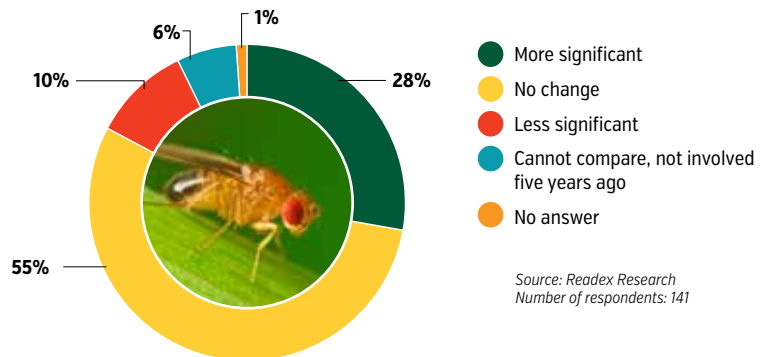 6%
1%
10%
28%
55%
More significant
No change
Less significant
Cannot compare, not involved
five years ago
No answer
Source: Readex Research
Number of respondents: 141